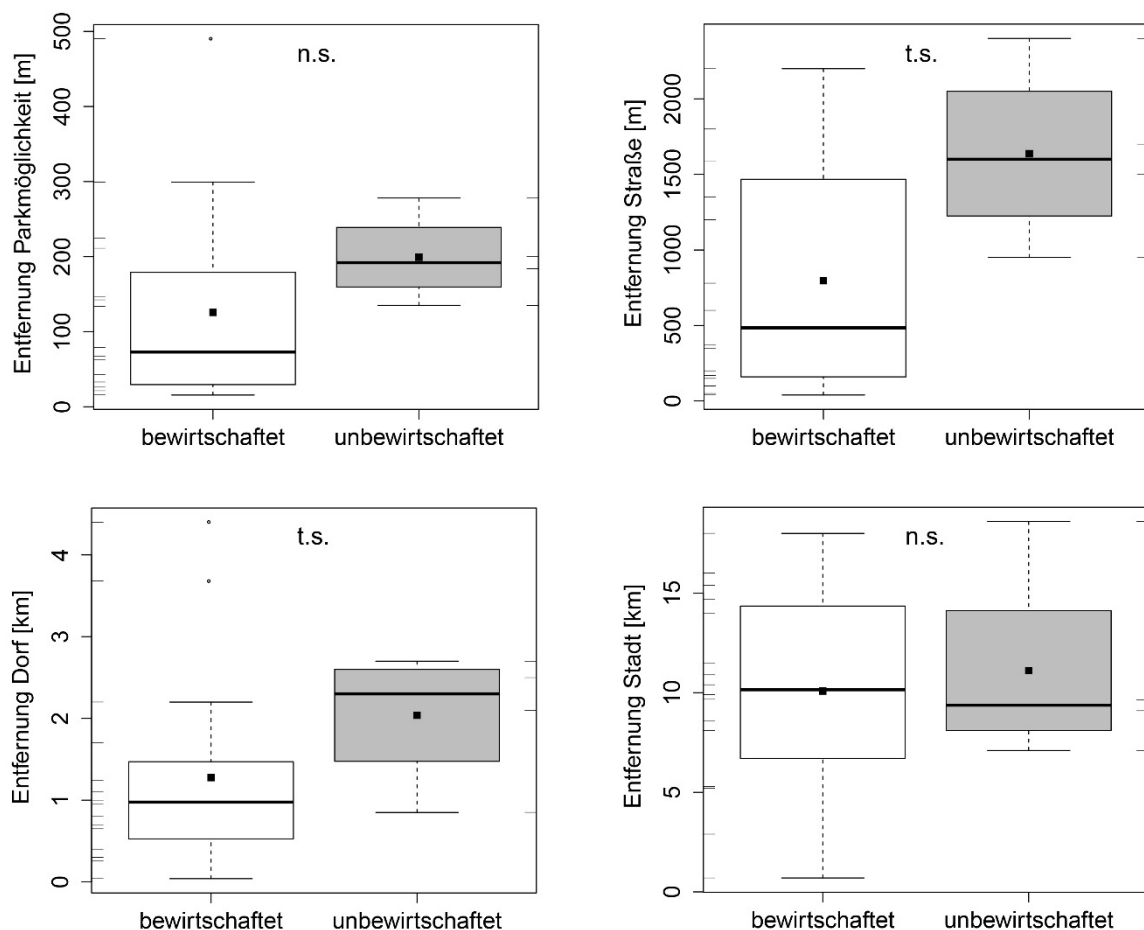 n.s.
Entfernung Parkmöglichkeit [m]
500
400
300
200
100
0
bewirtschaftet
unbewirtschaftet
t.s.
Entfernung Straße [m]
2000
1500
1000
500
0
bewirtschaftet
unbewirtschaftet
t.s.
Entfernung Dorf [km]
4
3
2
1
0
bewirtschaftet
unbewirtschaftet
n.s.
Entfernung Stadt [km]
15
10
5
0
bewirtschaftet
unbewirtschaftet